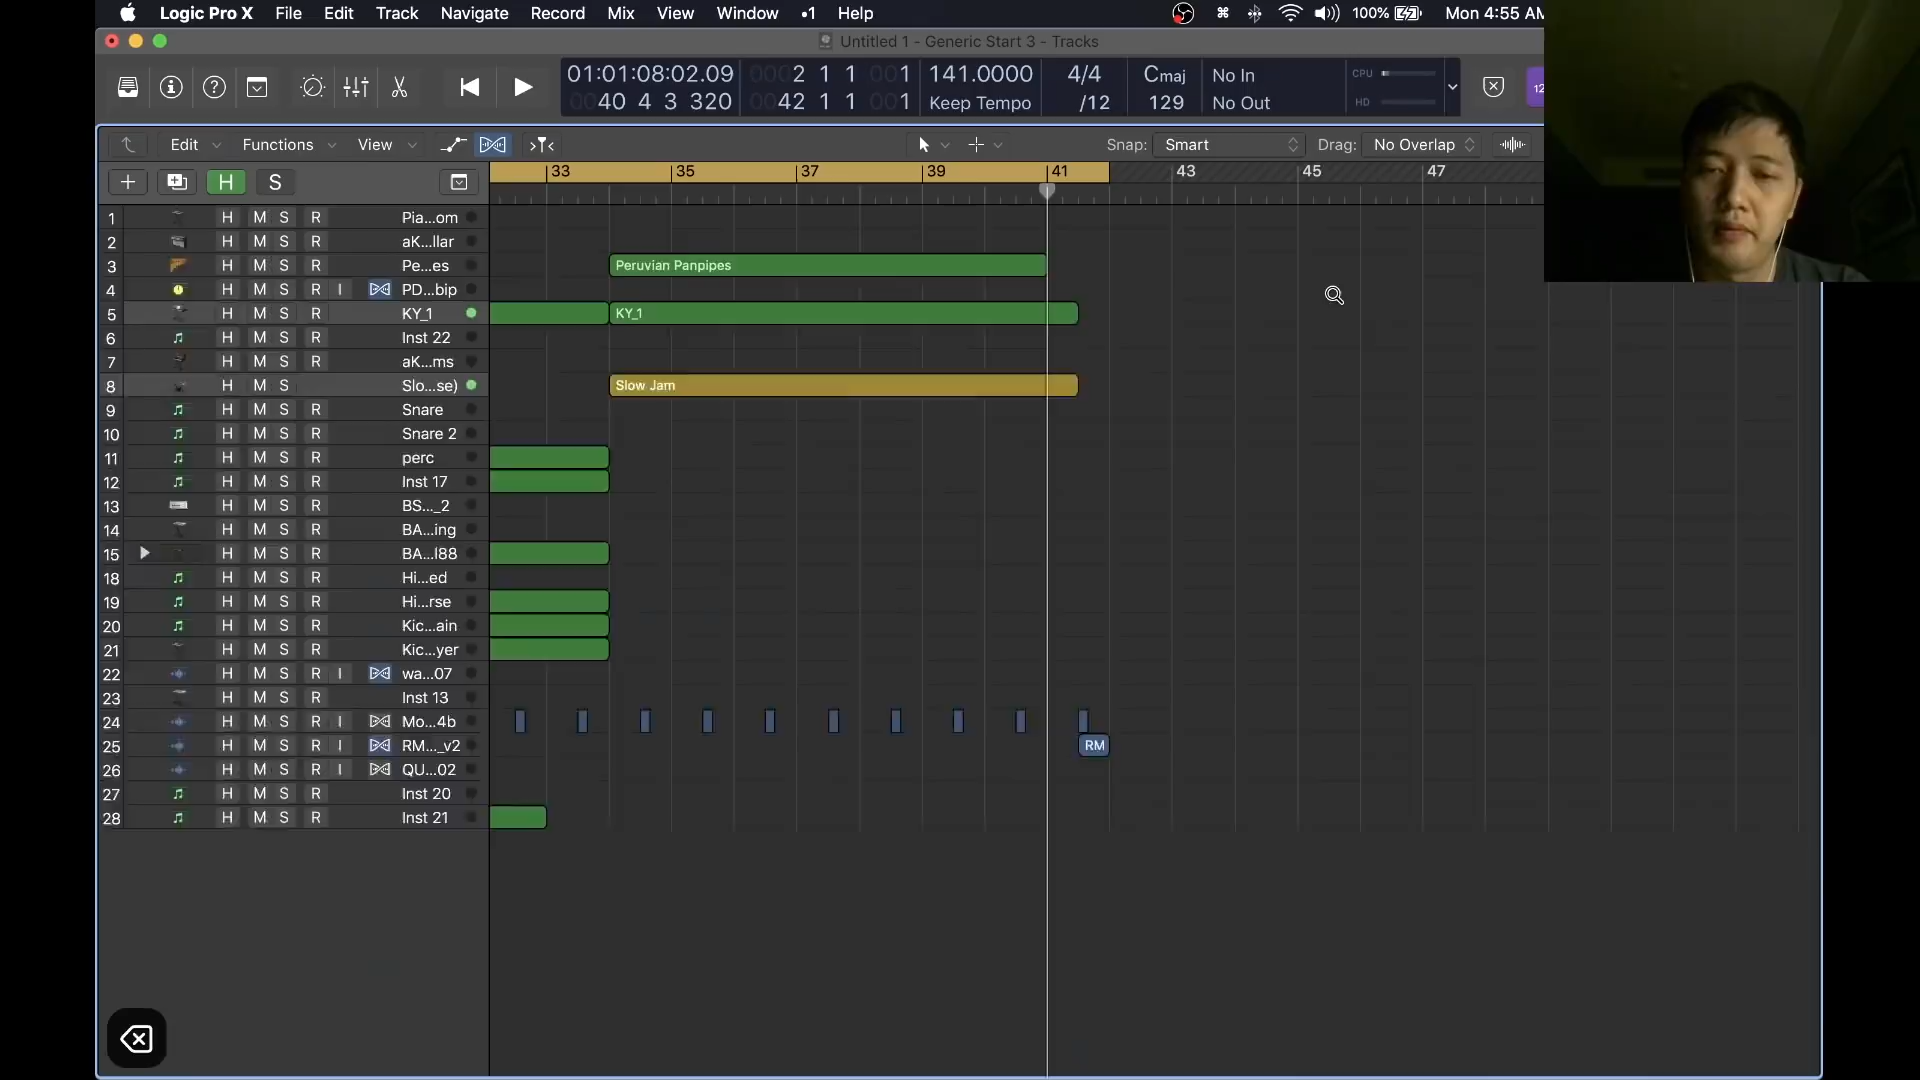 Logic Pro X File Edit Track Navigate Record Mix View Window •1 Help 100% Mon 4:55 AM
Untitled 1 - Generic Start 3 - Tracks
01:01:08:02.09 0002 1 1 001 141.0000 4/4 Cmaj No In CPU
0040 4 3 320 0042 1 1 001 Keep Tempo /12 129 No Out HD
12
Edit Functions View Snap: Smart Drag: No Overlap
H S 33 35 37 39 41 43 45 47
1 H M S R Pia...om
2 H M S R aK...llar
3 H M S R Pe...es Peruvian Panpipes
4 H M S R I PD...bip
5 H M S R KY_1 KY_1
6 H M S R Inst 22
7 H M S R aK...ms
8 H M S Slo...se) Slow Jam
9 H M S R Snare
10 H M S R Snare 2
11 H M S R perc
12 H M S R Inst 17
13 H M S R BS..._2
14 H M S R BA...ing
15 H M S R BA...l88
18 H M S R Hi...ed
19 H M S R Hi...rse
20 H M S R Kic...ain
21 H M S R Kic...yer
22 H M S R I wa...07
23 H M S R Inst 13
24 H M S R I Mo...4b
25 H M S R I RM..._v2 RM
26 H M S R I QU...02
27 H M S R Inst 20
28 H M S R Inst 21